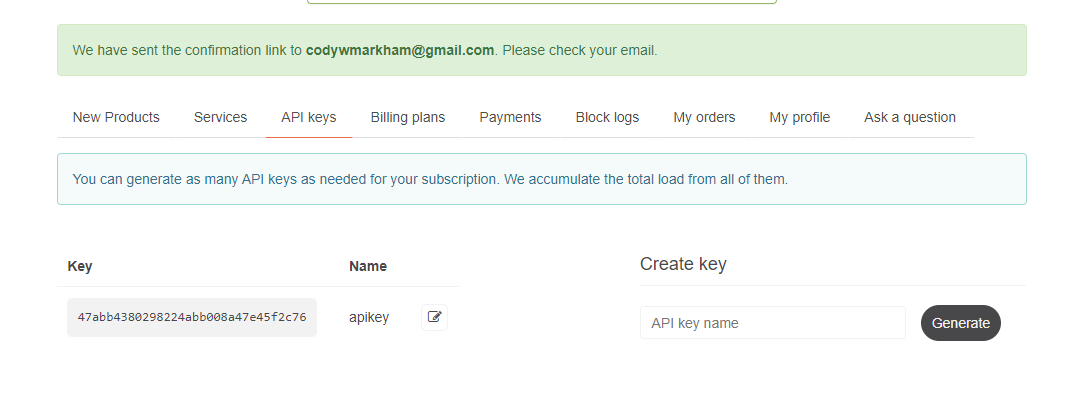 We have sent the confirmation link to codywmarkham@gmail.com. Please check your email.
New Products Services API keys Billing plans Payments Block logs My orders My profile Ask a question
You can generate as many API keys as needed for your subscription. We accumulate the total load from all of them.
Key Name
47abb4380298224abb008a47e45f2c76 apikey
Create key
API key name Generate